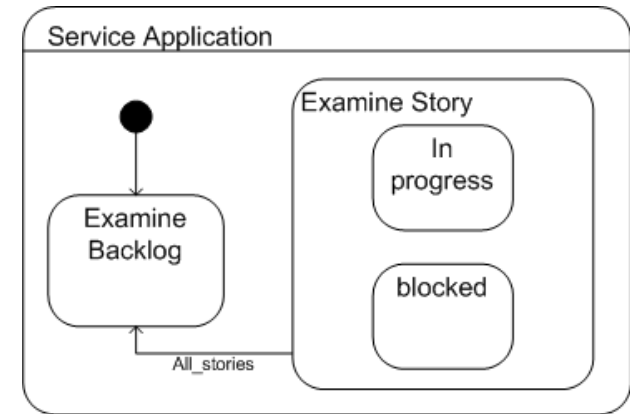 Service Application
Examine Story
In
progress
Examine
Backlog
blocked
All_stories